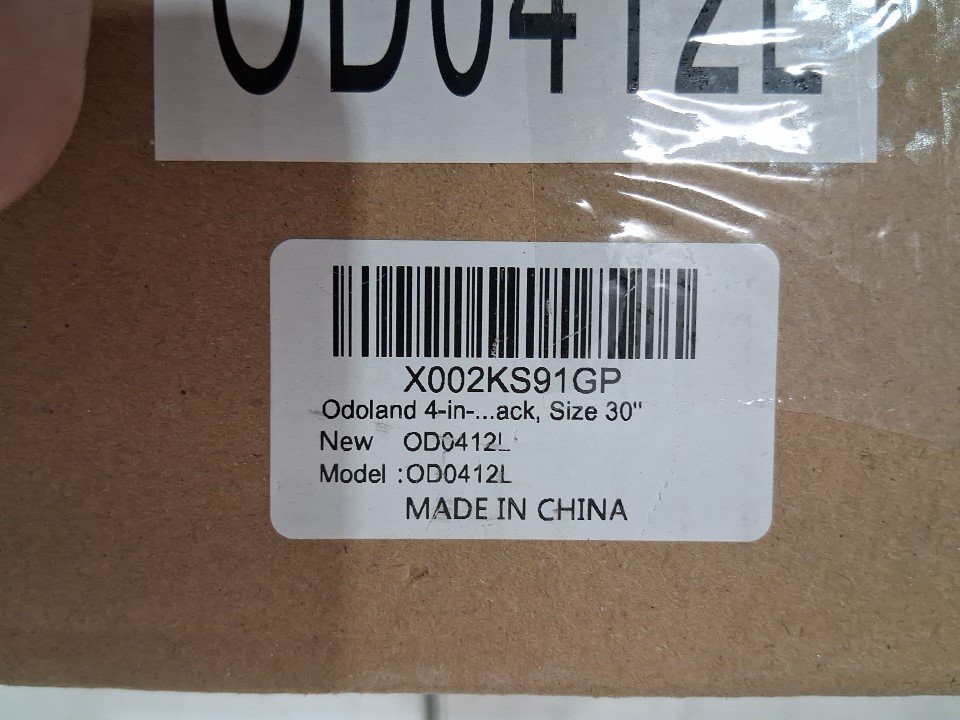 OD0412L
X002KS91GP
Odoland 4-in-...ack, Size 30"
New OD0412L
Model :OD0412L
MADE IN CHINA